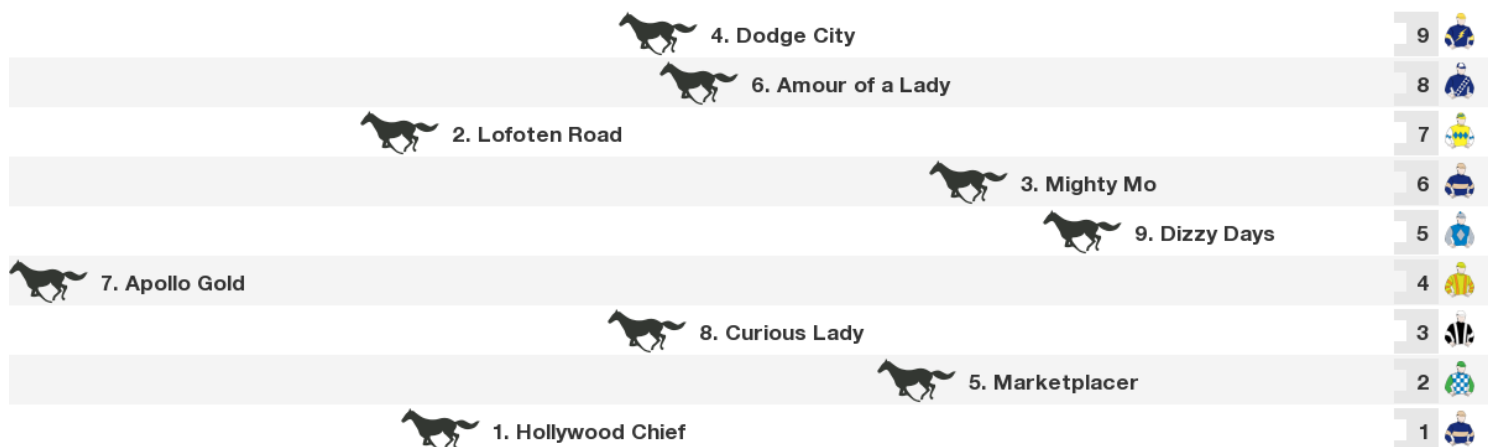 4. Dodge City 9
6. Amour of a Lady 8
2. Lofoten Road 7
3. Mighty Mo 6
9. Dizzy Days 5
7. Apollo Gold 4
8. Curious Lady 3
5. Marketplacer 2
1. Hollywood Chief 1